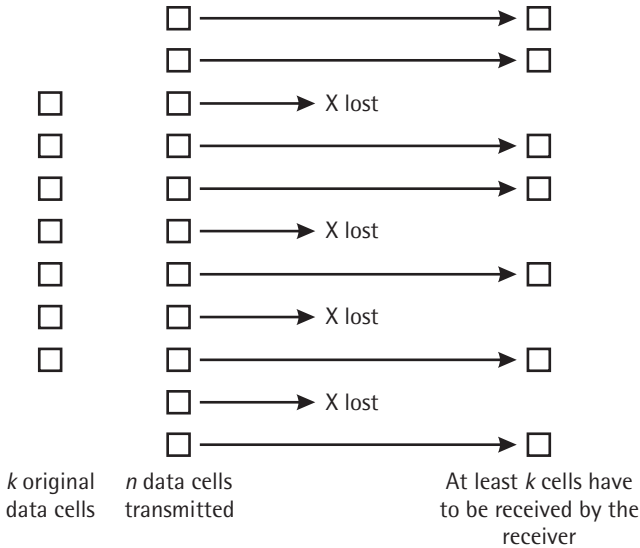 X lost
X lost
X lost
X lost
k original
data cells
n data cells
transmitted
At least k cells have
to be received by the
receiver